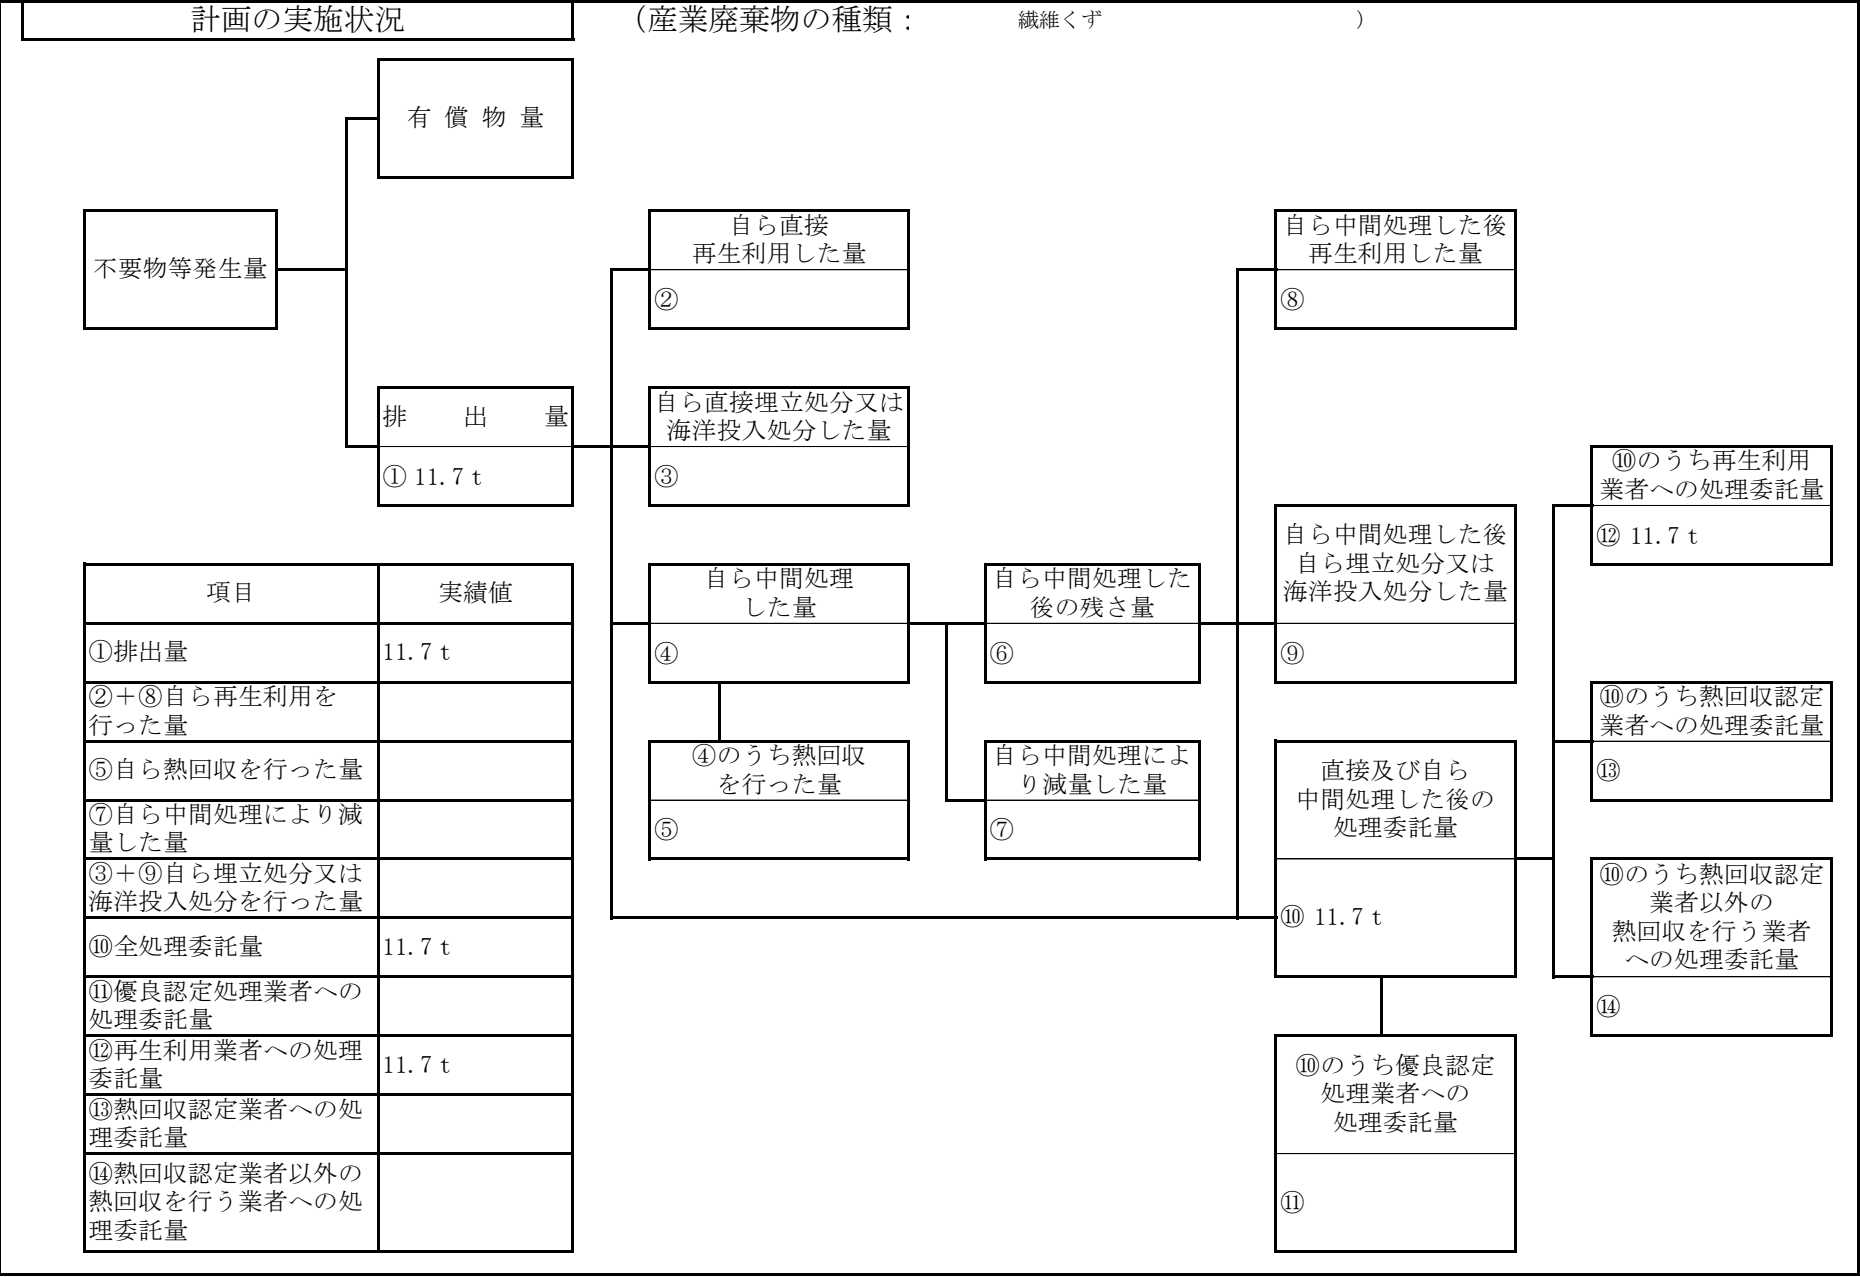 計画の実施状況
（産業廃棄物の種類： 繊維くず ）
有 償 物 量
不要物等発生量
自ら直接
再生利用した量
②
自ら中間処理した後
再生利用した量
⑧
排 出 量
① 11.7 t
自ら直接埋立処分又は
海洋投入処分した量
③
⑩のうち再生利用
業者への処理委託量
⑫ 11.7 t
自ら中間処理した後
自ら埋立処分又は
海洋投入処分した量
⑨
自ら中間処理
した量
④
自ら中間処理した
後の残さ量
⑥
⑩のうち熱回収認定
業者への処理委託量
⑬
④のうち熱回収
を行った量
⑤
自ら中間処理によ
り減量した量
⑦
直接及び自ら
中間処理した後の
処理委託量
⑩ 11.7 t
⑩のうち熱回収認定
業者以外の
熱回収を行う業者
への処理委託量
⑭
⑩のうち優良認定
処理業者への
処理委託量
⑪
項目 実績値
①排出量 11.7 t
②＋⑧自ら再生利用を
行った量
⑤自ら熱回収を行った量
⑦自ら中間処理により減
量した量
③＋⑨自ら埋立処分又は
海洋投入処分を行った量
⑩全処理委託量 11.7 t
⑪優良認定処理業者への
処理委託量
⑫再生利用業者への処理
委託量 11.7 t
⑬熱回収認定業者への処
理委託量
⑭熱回収認定業者以外の
熱回収を行う業者への処
理委託量